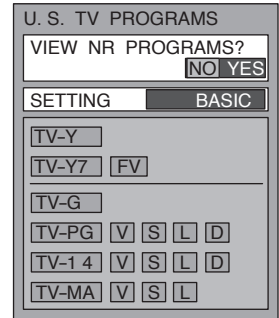 U. S. TV PROGRAMS
VIEW NR PROGRAMS?
NO YES
SETTING BASIC
TV-Y
TV-Y7 FV
TV-G
TV-PG V S L D
TV-1 4 V S L D
TV-MA V S L